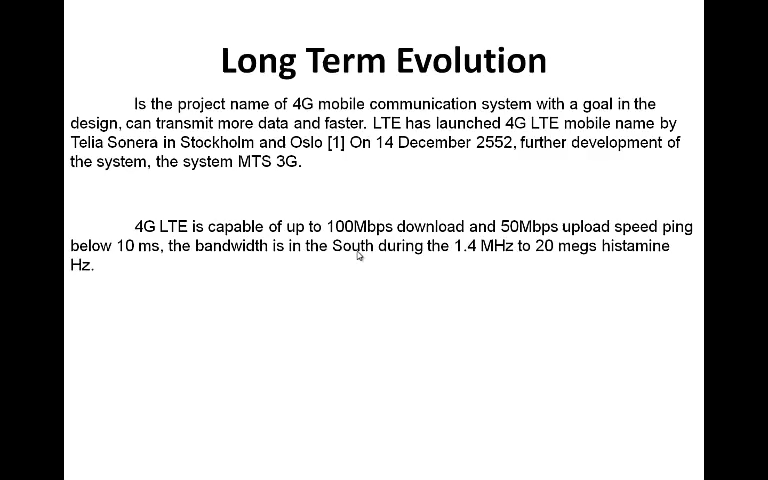 Long Term Evolution
Is the project name of 4G mobile communication system with a goal in the
design, can transmit more data and faster. LTE has launched 4G LTE mobile name by
Telia Sonera in Stockholm and Oslo [1] On 14 December 2552, further development of
the system, the system MTS 3G.
4G LTE is capable of up to 100Mbps download and 50Mbps upload speed ping
below 10 ms, the bandwidth is in the South during the 1.4 MHz to 20 megs histamine
Hz.